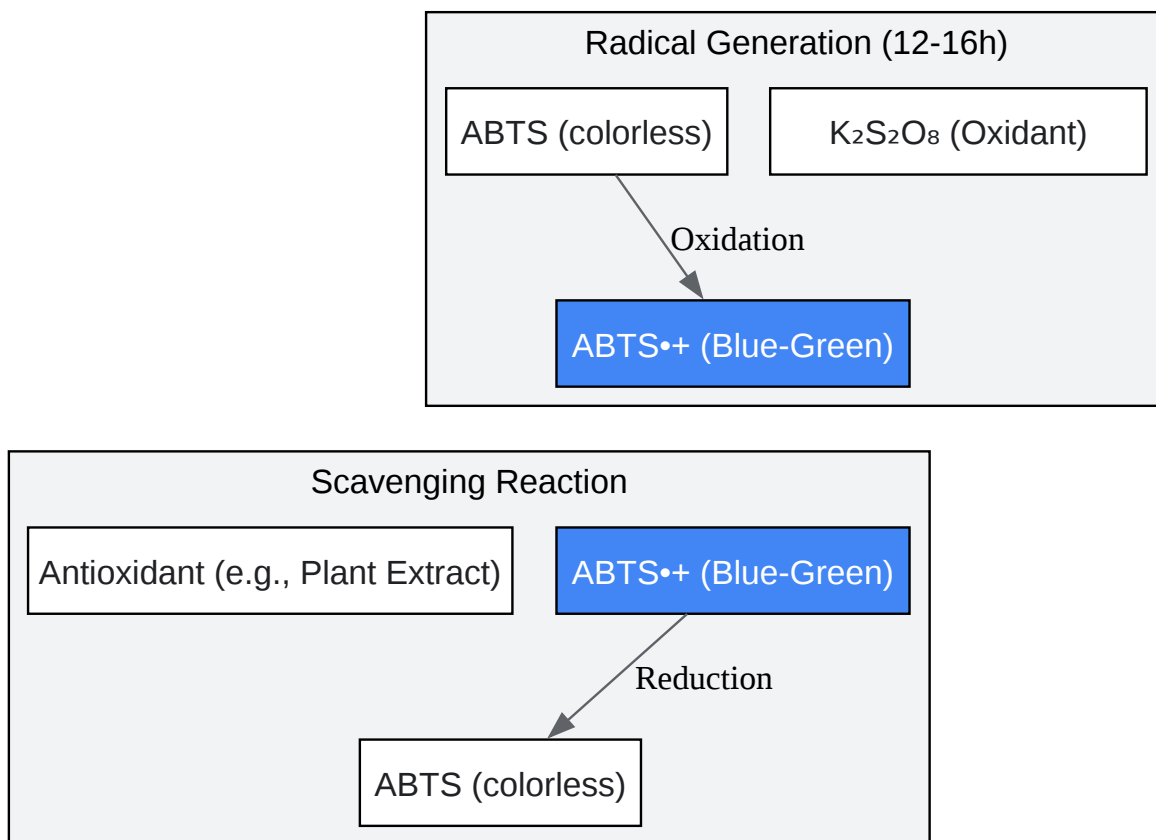 Radical Generation (12-16h)
ABTS (colorless)
K₂S₂O₈ (Oxidant)
Oxidation
ABTS•+ (Blue-Green)
Scavenging Reaction
Antioxidant (e.g., Plant Extract)
ABTS•+ (Blue-Green)
Reduction
ABTS (colorless)